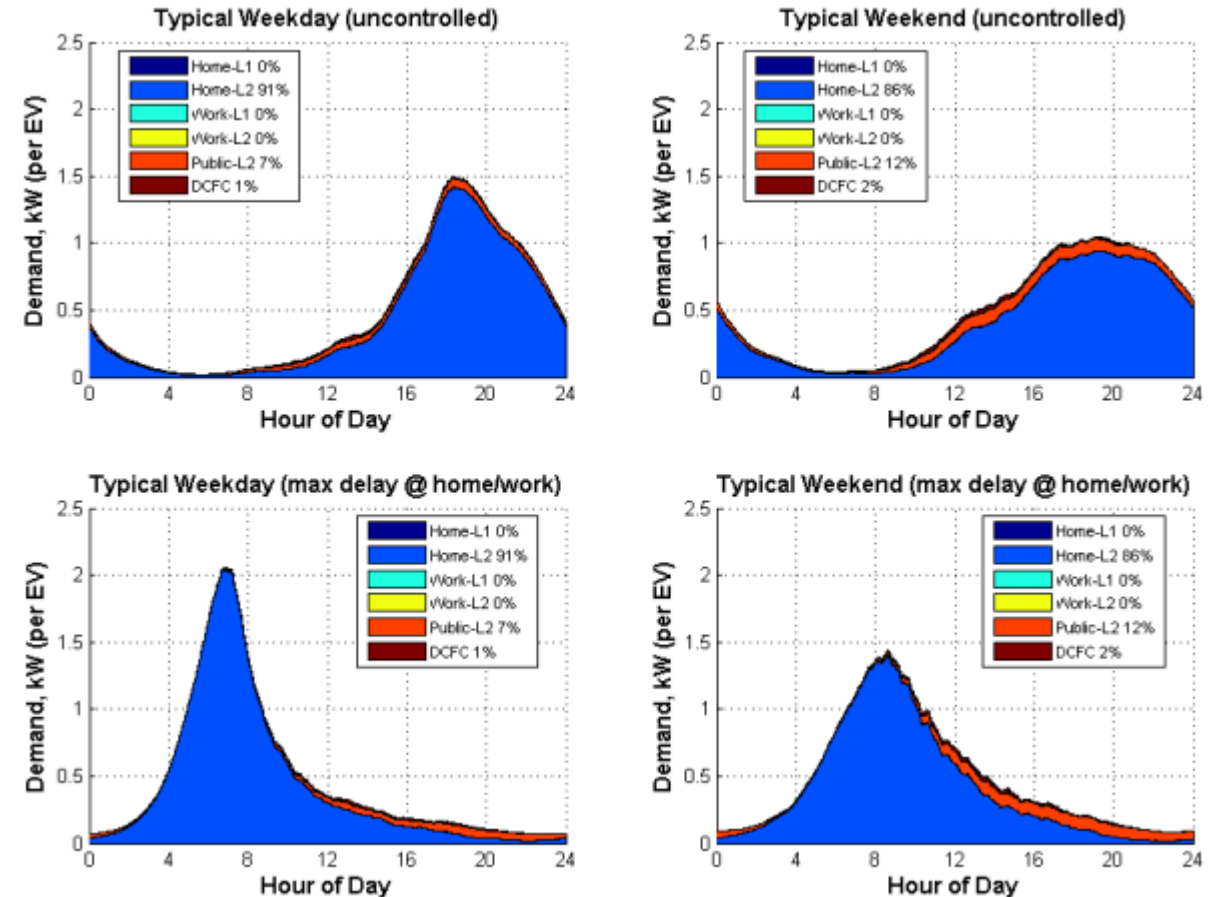 Typical Weekday (uncontrolled)
2.5
2
1.5
1
0.5
0
Demand, kW (per EV)
Home-L1 0%
Home-L2 91%
Work-L1 0%
Work-L2 0%
Public-L2 7%
DCFC 1%
0 4 8 12 16 20 24
Hour of Day
Typical Weekend (uncontrolled)
2.5
2
1.5
1
0.5
0
Demand, kW (per EV)
Home-L1 0%
Home-L2 86%
Work-L1 0%
Work-L2 0%
Public-L2 12%
DCFC 2%
0 4 8 12 16 20 24
Hour of Day
Typical Weekday (max delay @ home/work)
2.5
2
1.5
1
0.5
0
Demand, kW (per EV)
Home-L1 0%
Home-L2 91%
Work-L1 0%
Work-L2 0%
Public-L2 7%
DCFC 1%
0 4 8 12 16 20 24
Hour of Day
Typical Weekend (max delay @ home/work)
2.5
2
1.5
1
0.5
0
Demand, kW (per EV)
Home-L1 0%
Home-L2 86%
Work-L1 0%
Work-L2 0%
Public-L2 12%
DCFC 2%
0 4 8 12 16 20 24
Hour of Day